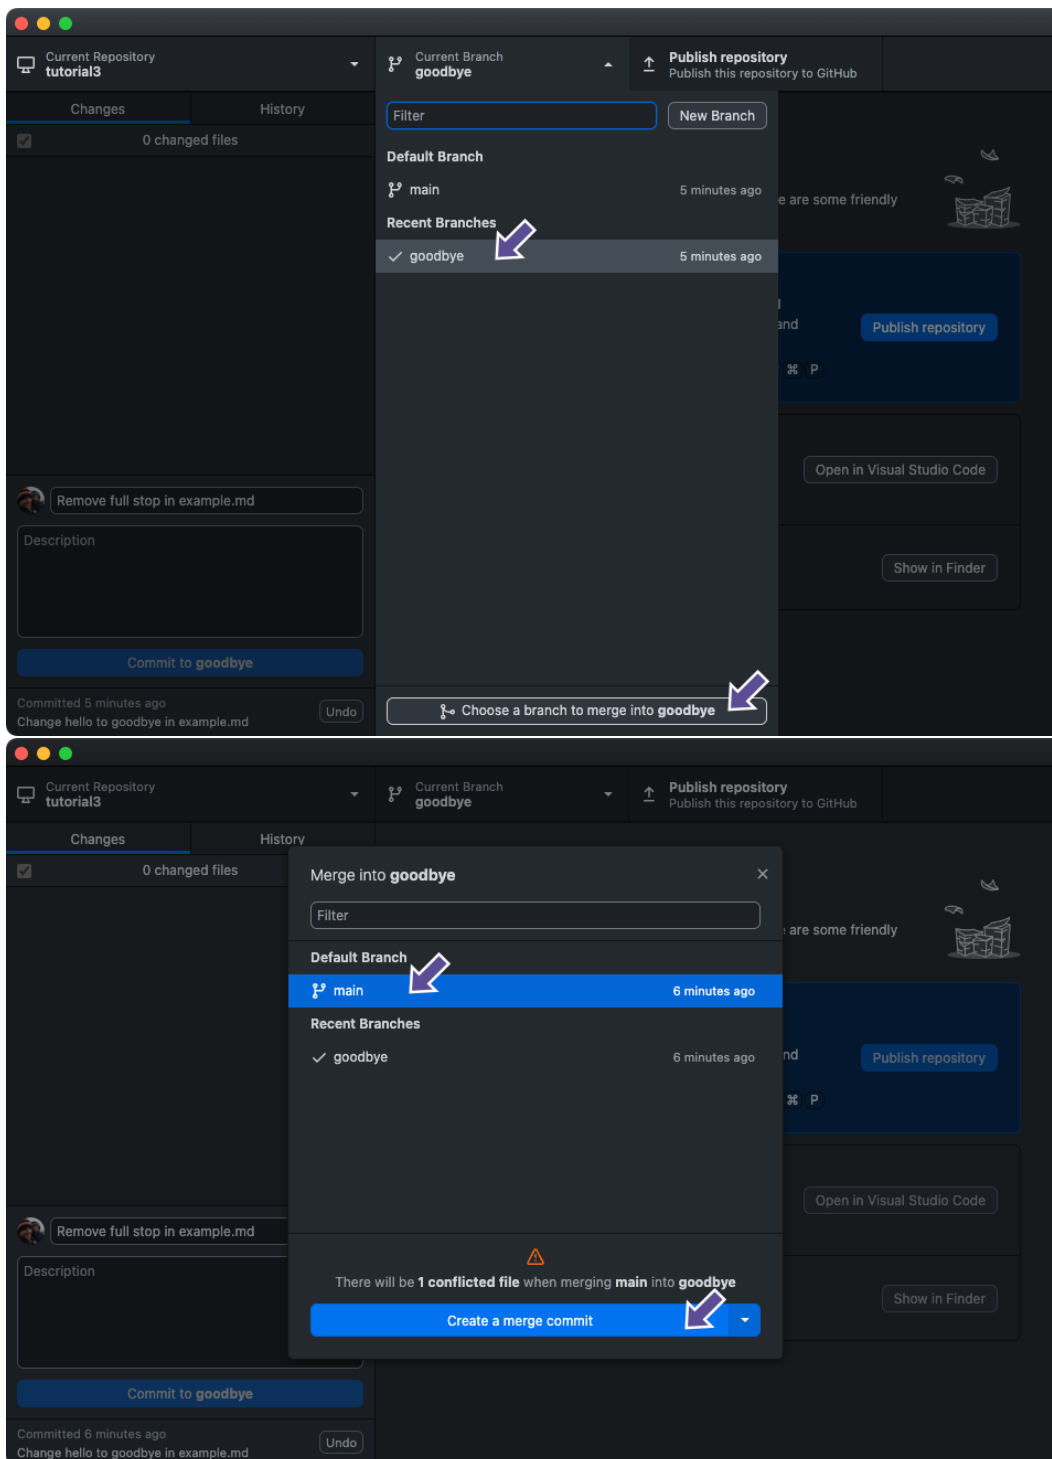 Current Repository
tutorial3
Current Branch
goodbye
Publish repository
Publish this repository to GitHub
Changes
History
Filter
New Branch
0 changed files
Default Branch
main
5 minutes ago
e are some friendly
Recent Branches
goodbye
5 minutes ago
and
Publish repository
⌘ P
Open in Visual Studio Code
Remove full stop in example.md
Description
Show in Finder
Commit to goodbye
Committed 5 minutes ago
Change hello to goodbye in example.md
Undo
Choose a branch to merge into goodbye
Current Repository
tutorial3
Current Branch
goodbye
Publish repository
Publish this repository to GitHub
Changes
History
0 changed files
Merge into goodbye
Filter
are some friendly
Default Branch
main
6 minutes ago
Recent Branches
goodbye
6 minutes ago
nd
Publish repository
⌘ P
Open in Visual Studio Code
Remove full stop in example.md
Description
There will be 1 conflicted file when merging main into goodbye
Show in Finder
Create a merge commit
Commit to goodbye
Committed 6 minutes ago
Change hello to goodbye in example.md
Undo